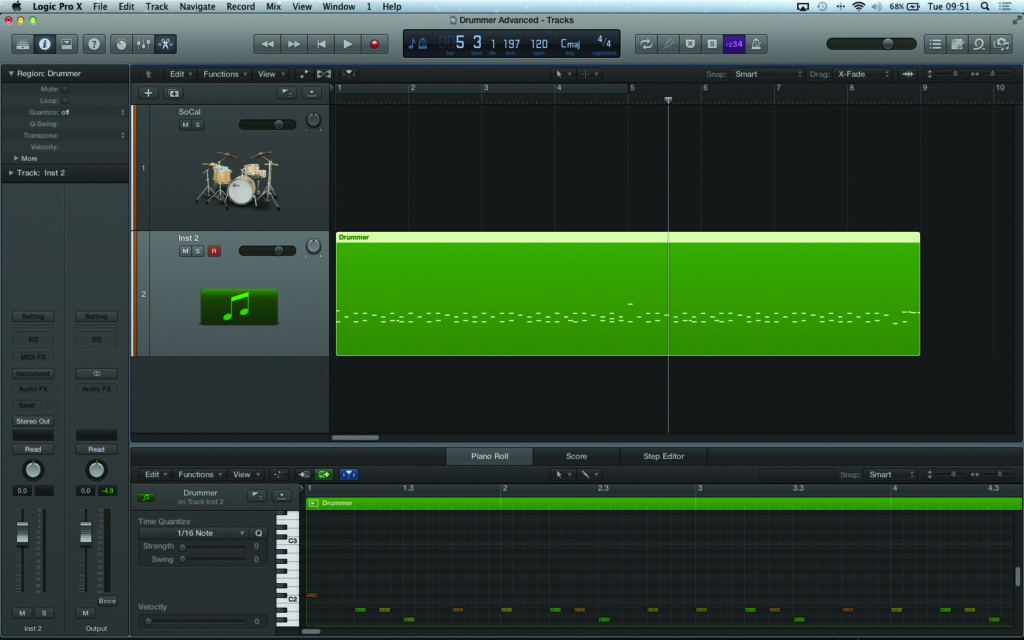 Logic Pro X File Edit Track Navigate Record Mix View Window 1 Help 68% Tue 09:51
Drummer Advanced - Tracks
5 3 1 197 120 Cmaj 4/4
bar beat div tick bpm key signature
1234
Region: Drummer
Mute:
Loop:
Quantize: off
Q-Swing:
Transpose:
Velocity:
More
Track: Inst 2
Edit Functions View Snap: Smart Drag: X-Fade
1 2 3 4 5 6 7 8 9 10
SoCal
M S
1
Inst 2
M S R
2
Drummer
Setting Setting
EQ EQ
MIDI FX
Instrument
Audio FX Audio FX
Send
Stereo Out
Read Read
0.0 0.0 -4.9
Bnce
M S M
Inst 2 Output
Piano Roll Score Step Editor
Edit Functions View Snap: Smart
1 1.3 2 2.3 3 3.3 4 4.3
Drummer
on Track Inst 2
Drummer
Time Quantize
1/16 Note Q
Strength 0
Swing 0
Velocity
0
C3
C2